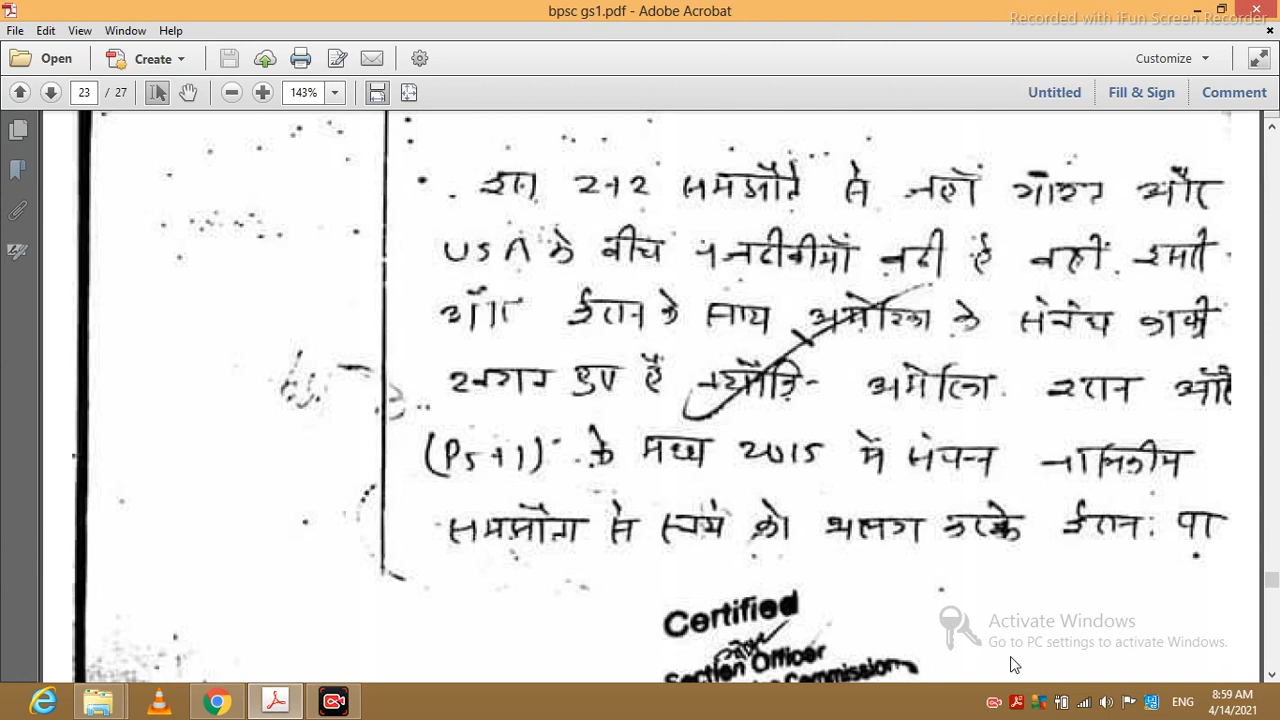 bpsc gs1.pdf - Adobe Acrobat
Recorded with iFun Screen Recorder
File Edit View Window Help
Open Create Customize
23 / 27 143% Untitled Fill & Sign Comment
इस 2+2 समझौते से जहाँ भारत और
USA के बीच नजदीकीयाँ बढी है वहीं दूसरी
ओर ईरान के साथ अमेरिका के संबंध काफी
खराब हुए हैं क्योंकि अमेरिका ईरान और
(P5+1) के मध्य 2015 में संपन्न नाभिकीय
समझौता से स्वयं को अलग करके ईरान पर
Certified
Section Officer
Commission
Activate Windows
Go to PC settings to activate Windows.
ENG
8:59 AM
4/14/2021